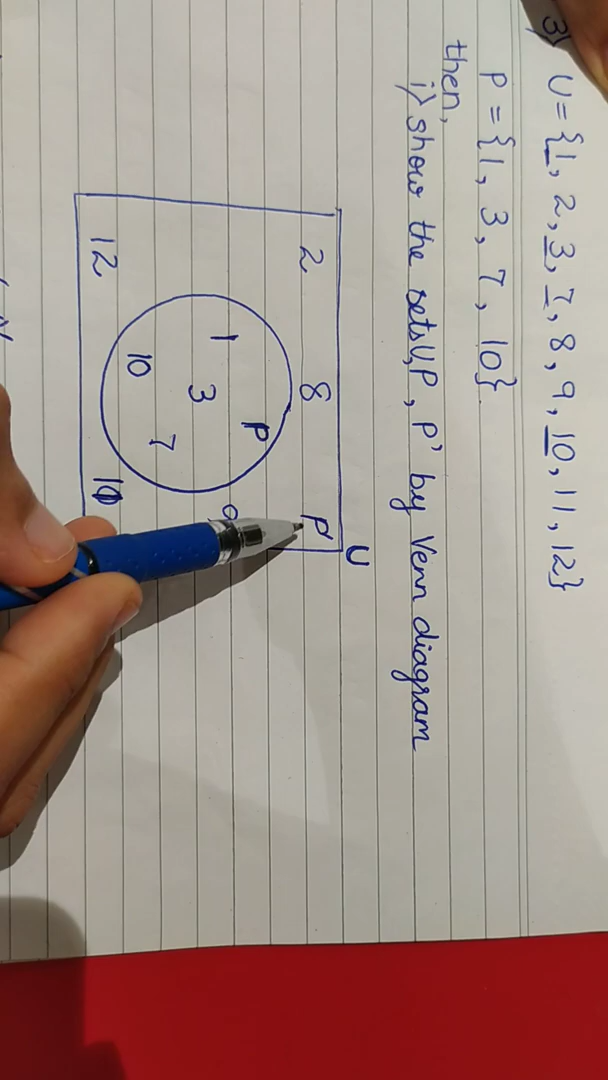 3) U = {1, 2, 3, 7, 8, 9, 10, 11, 12}
P = {1, 3, 7, 10}
then,
i) show the sets U, P, P' by Venn diagram
U
2 8 P'
P
1
3
10 7
12